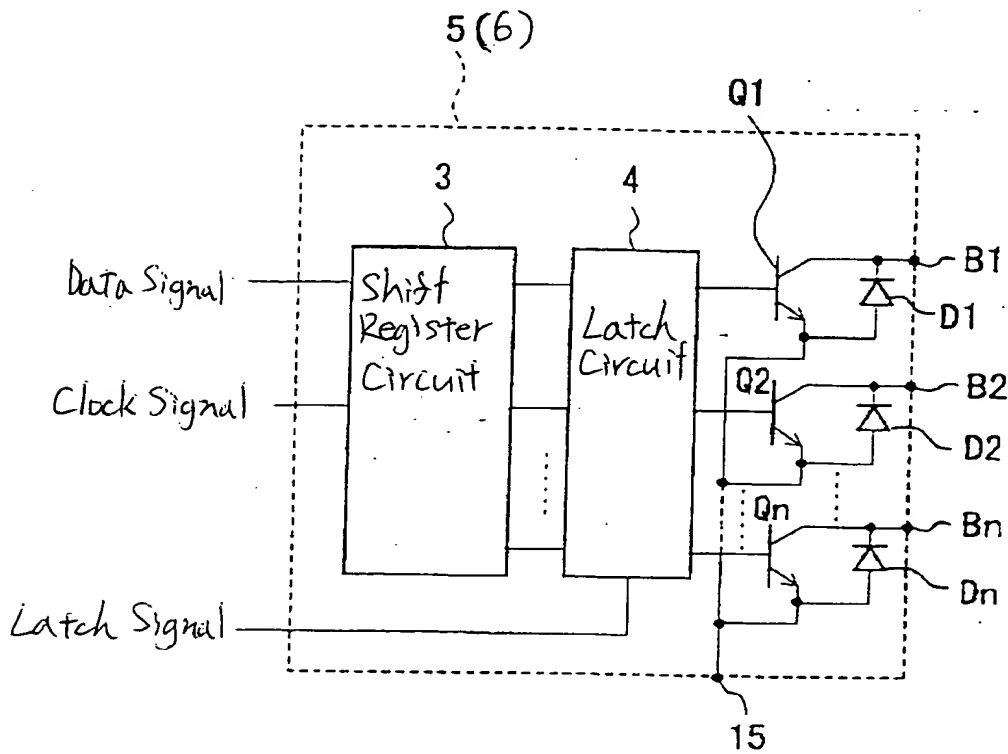 5(6)
Q1
3
4
Data Signal
Shift
Register
Circuit
Latch
Circuit
B1
D1
Clock Signal
Q2
B2
D2
Qn
Bn
Dn
Latch Signal
15